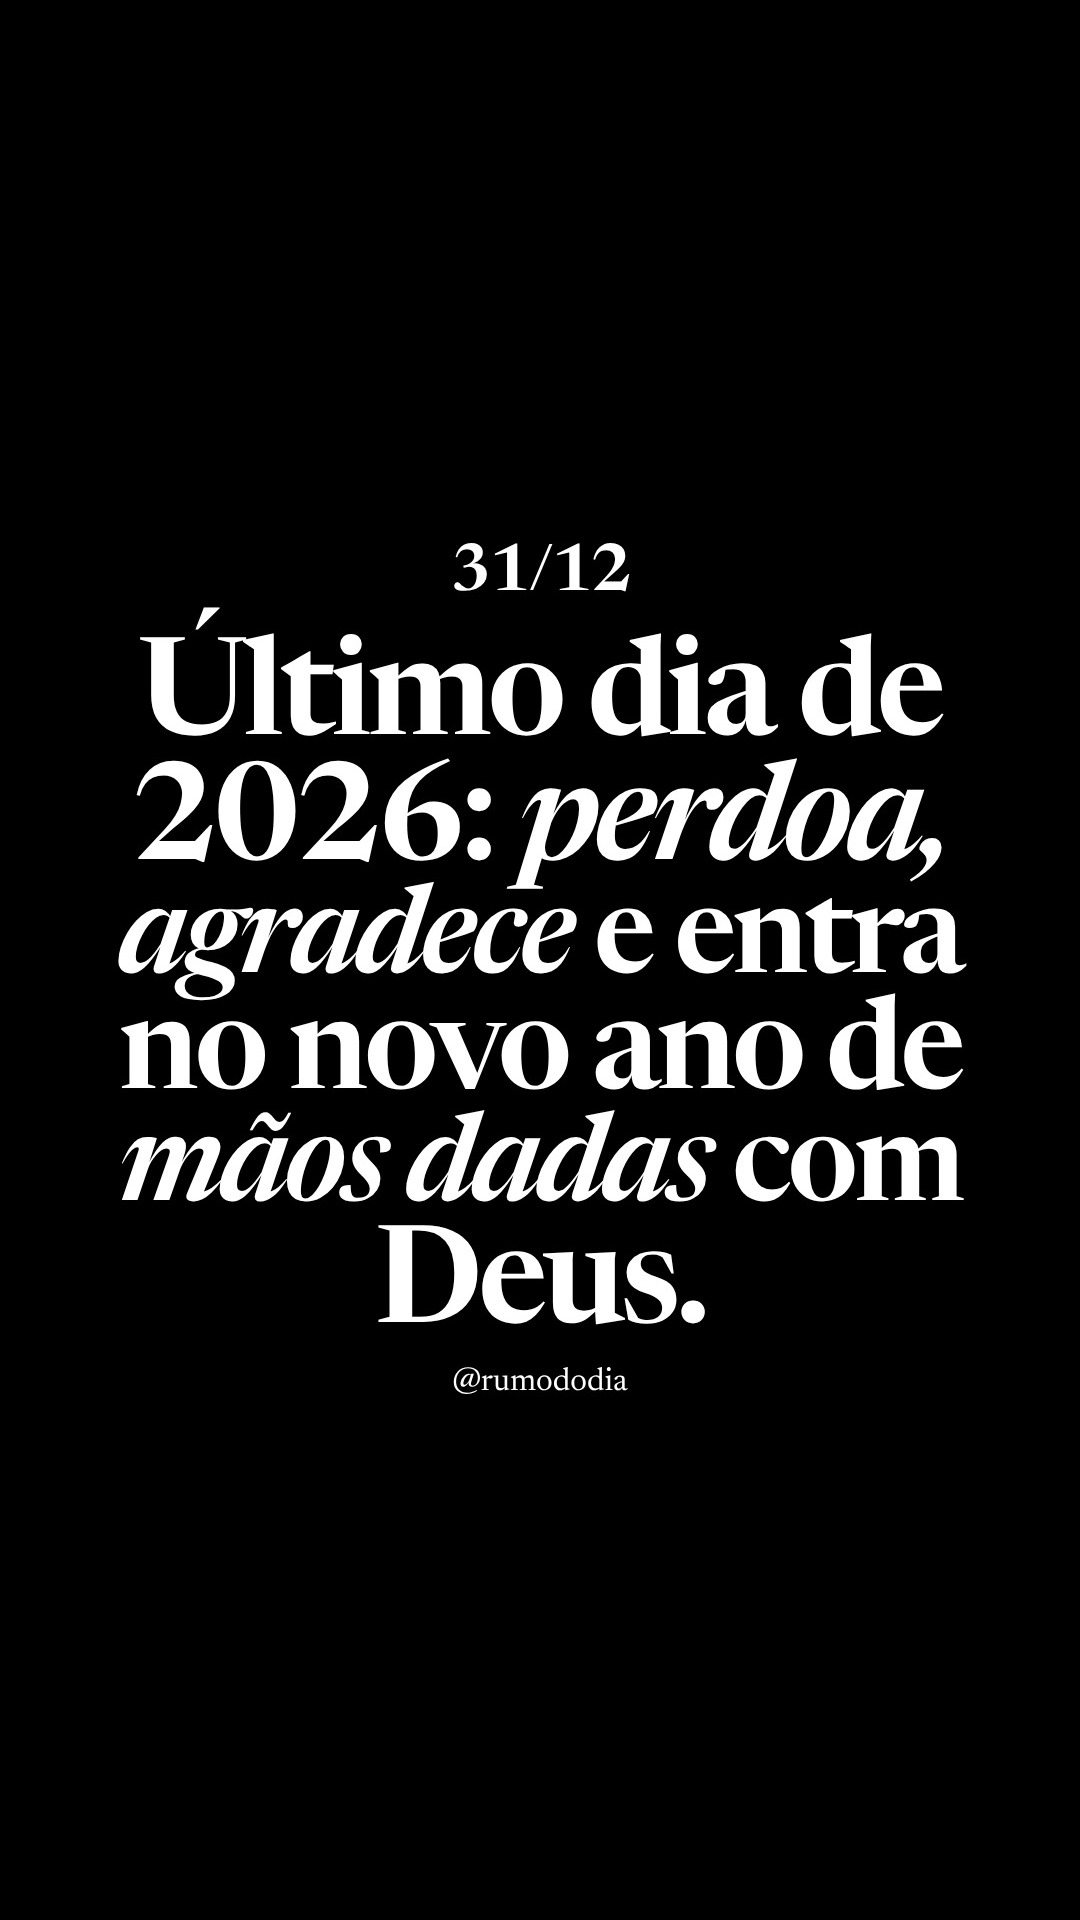 31/12
Último dia de
2026: perdoa,
agradece e entra
no novo ano de
mãos dadas com
Deus.
@rumododia